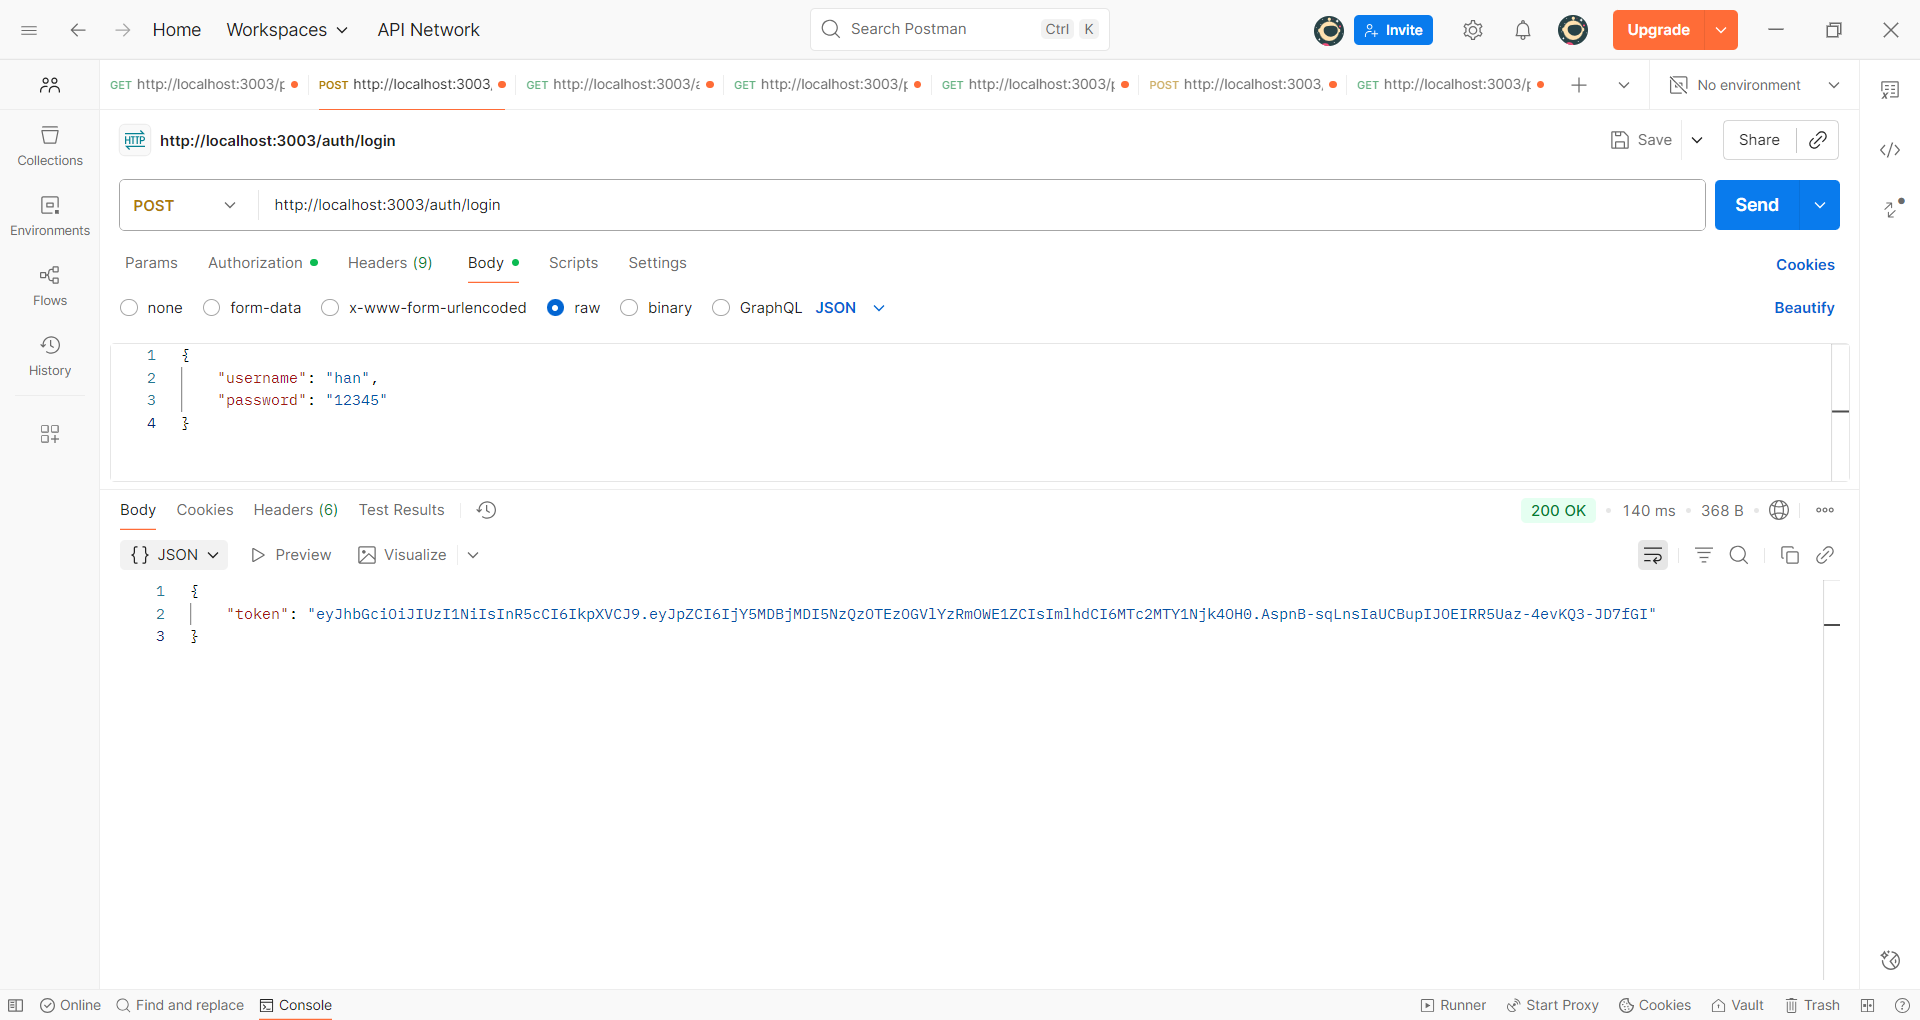 Home Workspaces API Network Search Postman Ctrl K Invite Upgrade
GET http://localhost:3003/p POST http://localhost:3003, GET http://localhost:3003/a GET http://localhost:3003/p GET http://localhost:3003/p POST http://localhost:3003, GET http://localhost:3003/p No environment
Collections
Environments
Flows
History
HTTP http://localhost:3003/auth/login Save Share
POST http://localhost:3003/auth/login Send
Params Authorization Headers (9) Body Scripts Settings Cookies
none form-data x-www-form-urlencoded raw binary GraphQL JSON Beautify
1 {
2 "username": "han",
3 "password": "12345"
4 }
Body Cookies Headers (6) Test Results 200 OK 140 ms 368 B
{} JSON Preview Visualize
1 {
2 "token": "eyJhbGciOiJIUzI1NiIsInR5cCI6IkpXVCJ9.eyJpZCI6IjY5MDBjMDI5NzQzOTEzOGVlYzRmOWE1ZCIsImlhdCI6MTc2MTY1Njk4OH0.AspnB-sqLnsIaUCBupIJOEIRR5Uaz-4evKQ3-JD7fGI"
3 }
Online Find and replace Console Runner Start Proxy Cookies Vault Trash